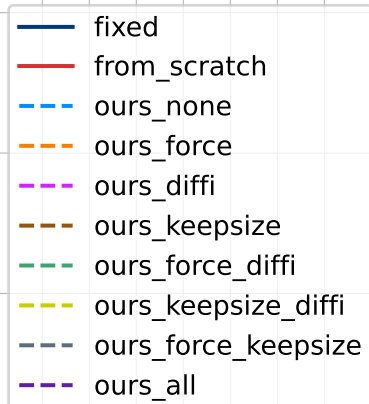 fixed
from_scratch
ours_none
ours_force
ours_diffi
ours_keepsize
ours_force_diffi
ours_keepsize_diffi
ours_force_keepsize
ours_all